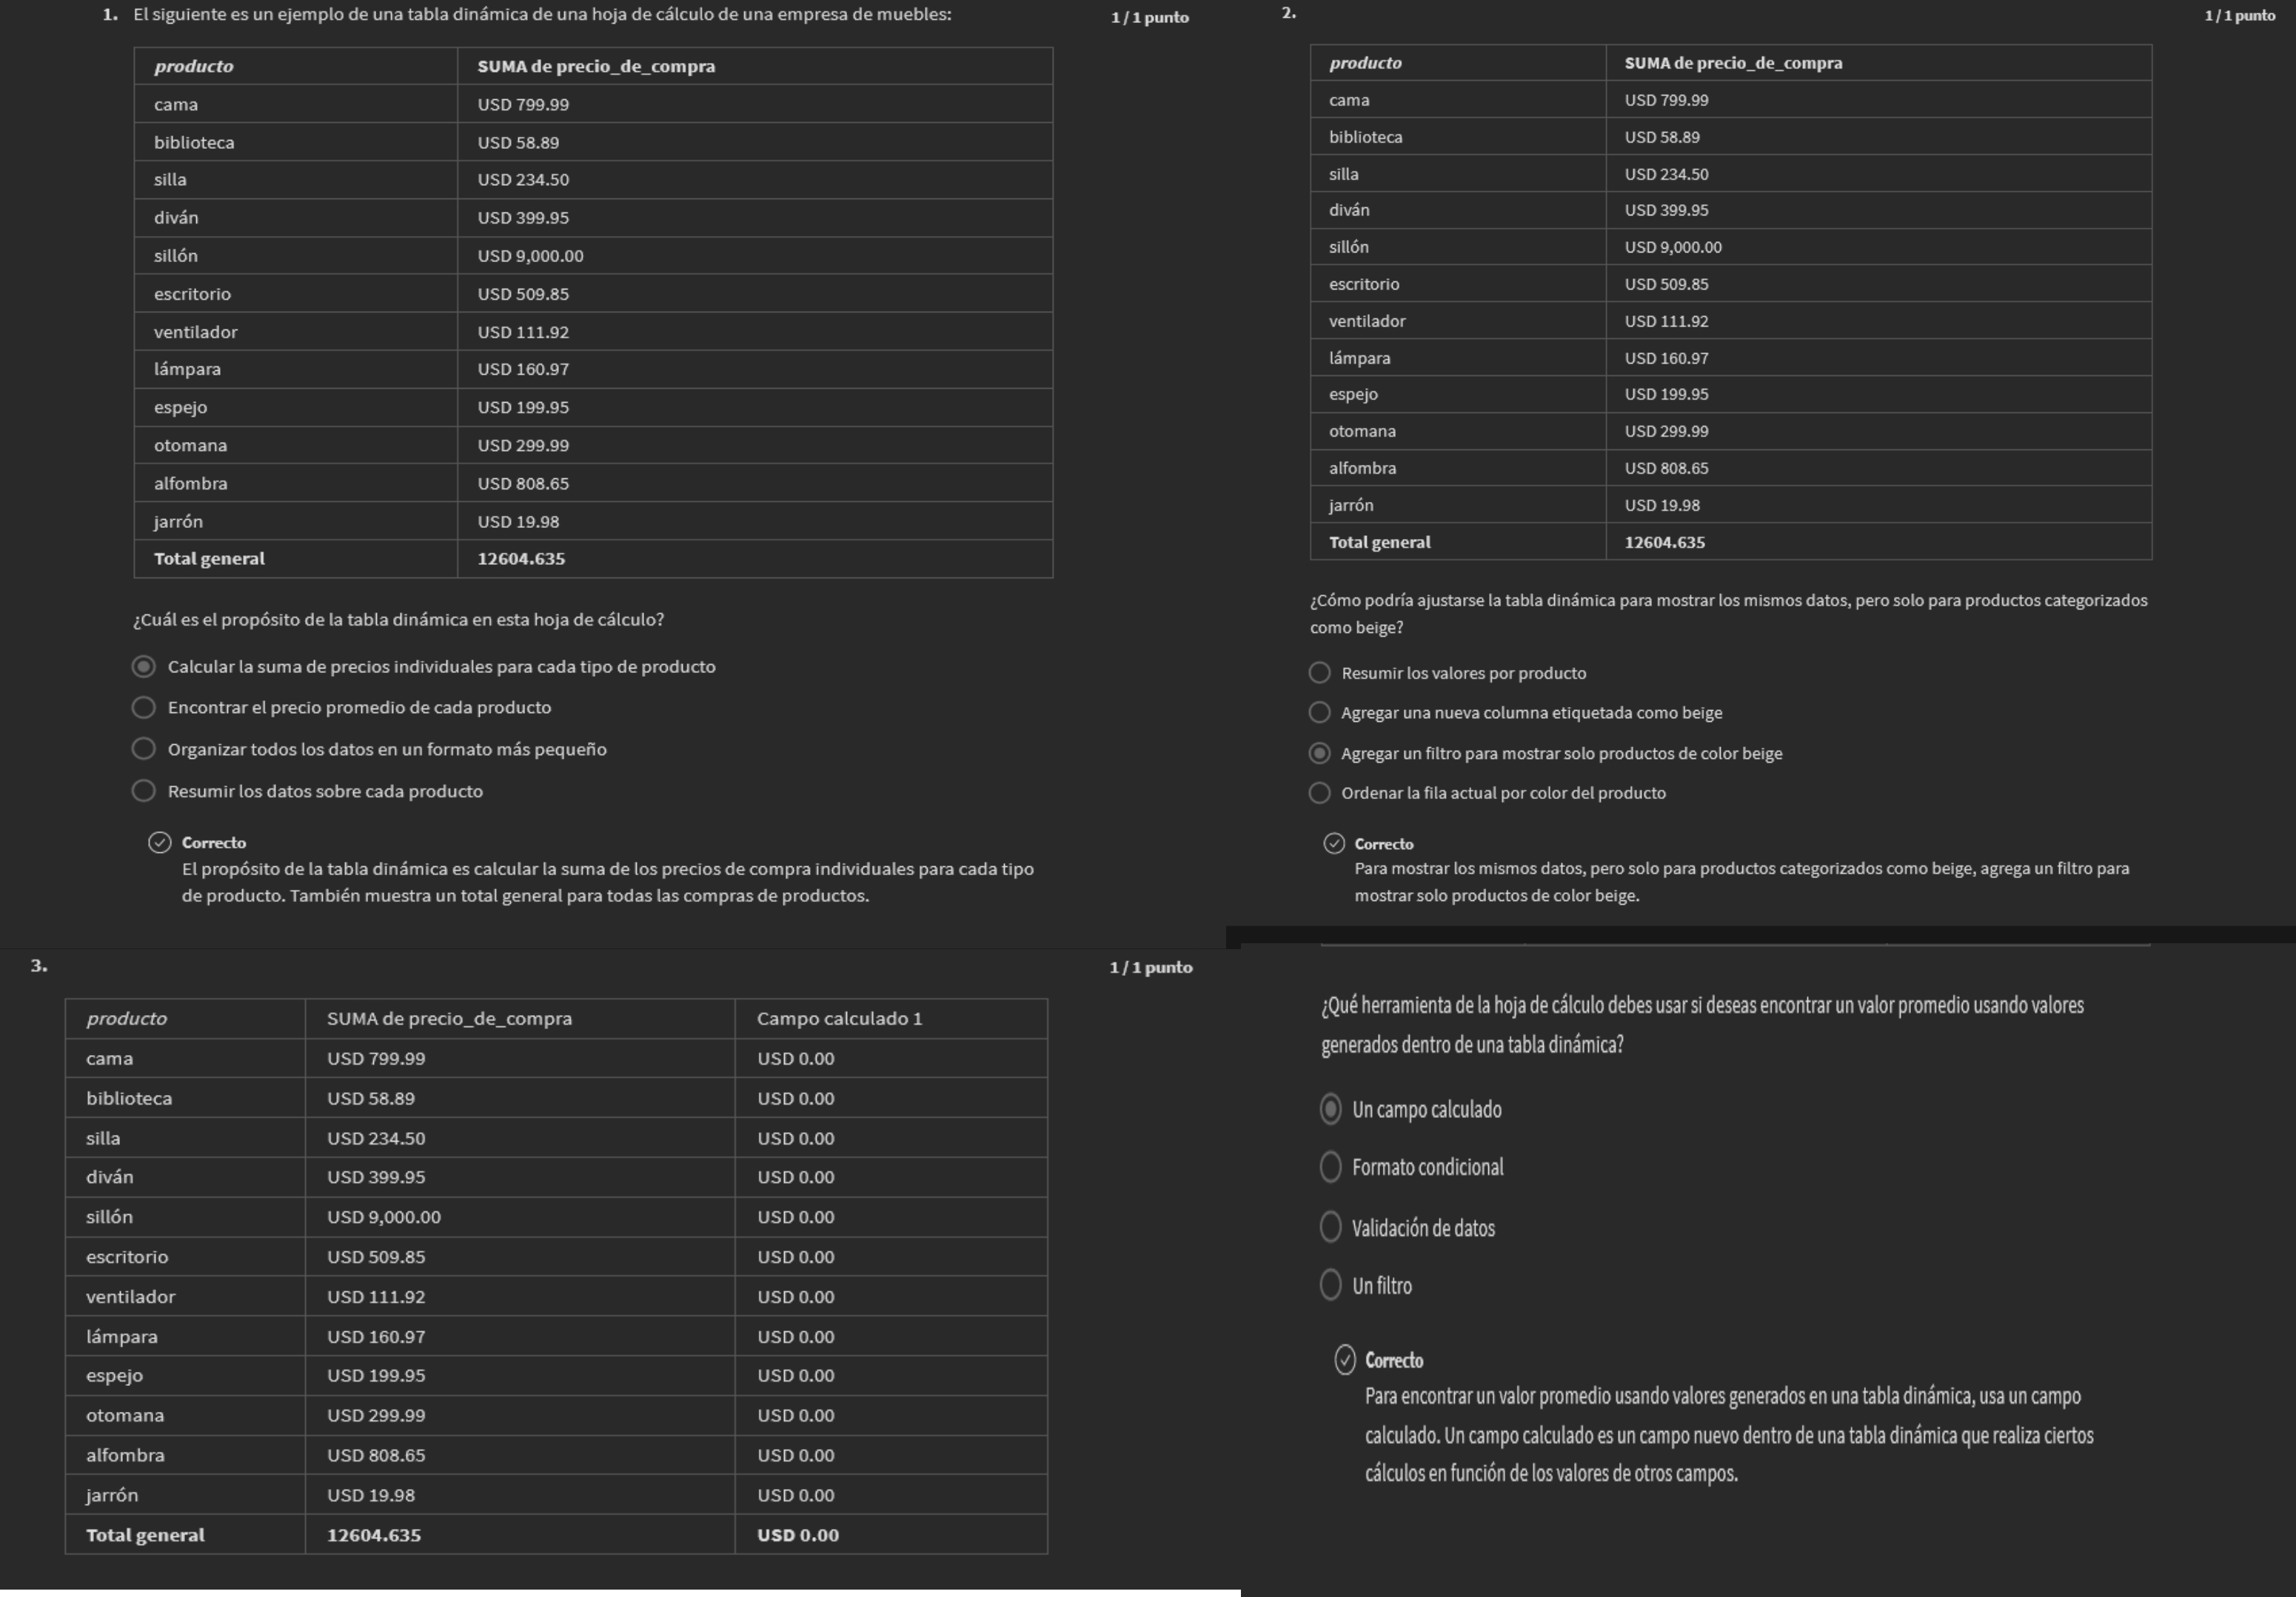 1. El siguiente es un ejemplo de una tabla dinámica de una hoja de cálculo de una empresa de muebles:
1 / 1 punto
producto SUMA de precio_de_compra
cama USD 799.99
biblioteca USD 58.89
silla USD 234.50
diván USD 399.95
sillón USD 9,000.00
escritorio USD 509.85
ventilador USD 111.92
lámpara USD 160.97
espejo USD 199.95
otomana USD 299.99
alfombra USD 808.65
jarrón USD 19.98
Total general 12604.635
¿Cuál es el propósito de la tabla dinámica en esta hoja de cálculo?
Calcular la suma de precios individuales para cada tipo de producto
Encontrar el precio promedio de cada producto
Organizar todos los datos en un formato más pequeño
Resumir los datos sobre cada producto
Correcto
El propósito de la tabla dinámica es calcular la suma de los precios de compra individuales para cada tipo
de producto. También muestra un total general para todas las compras de productos.
2.
1 / 1 punto
producto SUMA de precio_de_compra
cama USD 799.99
biblioteca USD 58.89
silla USD 234.50
diván USD 399.95
sillón USD 9,000.00
escritorio USD 509.85
ventilador USD 111.92
lámpara USD 160.97
espejo USD 199.95
otomana USD 299.99
alfombra USD 808.65
jarrón USD 19.98
Total general 12604.635
¿Cómo podría ajustarse la tabla dinámica para mostrar los mismos datos, pero solo para productos categorizados
como beige?
Resumir los valores por producto
Agregar una nueva columna etiquetada como beige
Agregar un filtro para mostrar solo productos de color beige
Ordenar la fila actual por color del producto
Correcto
Para mostrar los mismos datos, pero solo para productos categorizados como beige, agrega un filtro para
mostrar solo productos de color beige.
3.
1 / 1 punto
producto SUMA de precio_de_compra Campo calculado 1
cama USD 799.99 USD 0.00
biblioteca USD 58.89 USD 0.00
silla USD 234.50 USD 0.00
diván USD 399.95 USD 0.00
sillón USD 9,000.00 USD 0.00
escritorio USD 509.85 USD 0.00
ventilador USD 111.92 USD 0.00
lámpara USD 160.97 USD 0.00
espejo USD 199.95 USD 0.00
otomana USD 299.99 USD 0.00
alfombra USD 808.65 USD 0.00
jarrón USD 19.98 USD 0.00
Total general 12604.635 USD 0.00
¿Qué herramienta de la hoja de cálculo debes usar si deseas encontrar un valor promedio usando valores
generados dentro de una tabla dinámica?
Un campo calculado
Formato condicional
Validación de datos
Un filtro
Correcto
Para encontrar un valor promedio usando valores generados en una tabla dinámica, usa un campo
calculado. Un campo calculado es un campo nuevo dentro de una tabla dinámica que realiza ciertos
cálculos en función de los valores de otros campos.